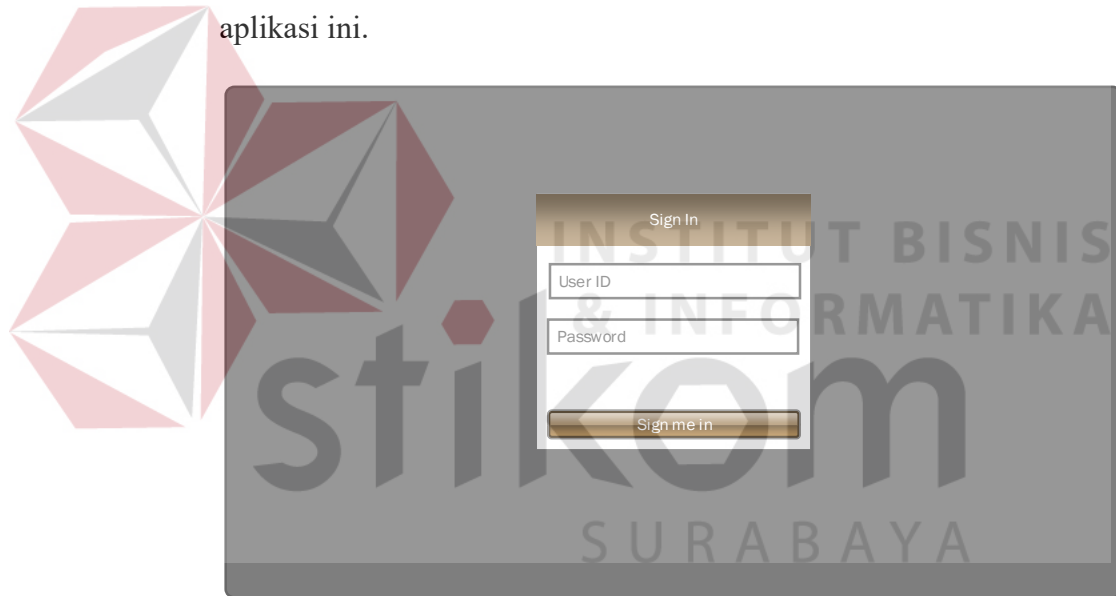 aplikasi ini.
Sign In
INSTITUT BISNIS
User ID
& INFORMATIKA
Password
stikom
Sign me in
SURABAYA